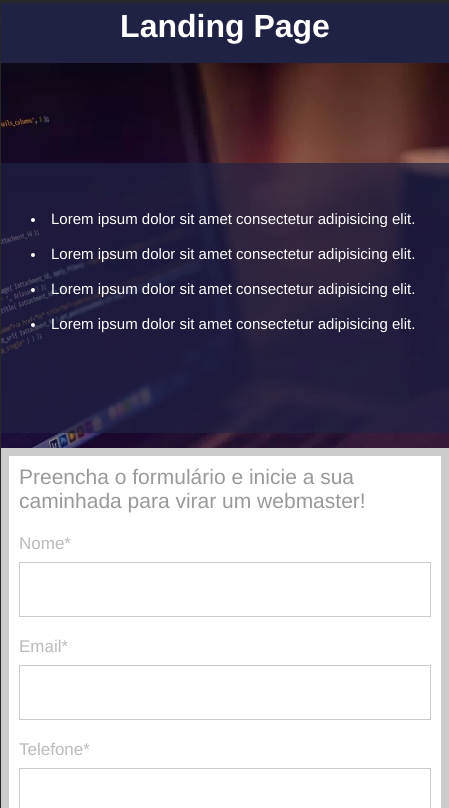 Landing Page
Lorem ipsum dolor sit amet consectetur adipisicing elit.
Lorem ipsum dolor sit amet consectetur adipisicing elit.
Lorem ipsum dolor sit amet consectetur adipisicing elit.
Lorem ipsum dolor sit amet consectetur adipisicing elit.
Preencha o formulário e inicie a sua
caminhada para virar um webmaster!
Nome*
Email*
Telefone*